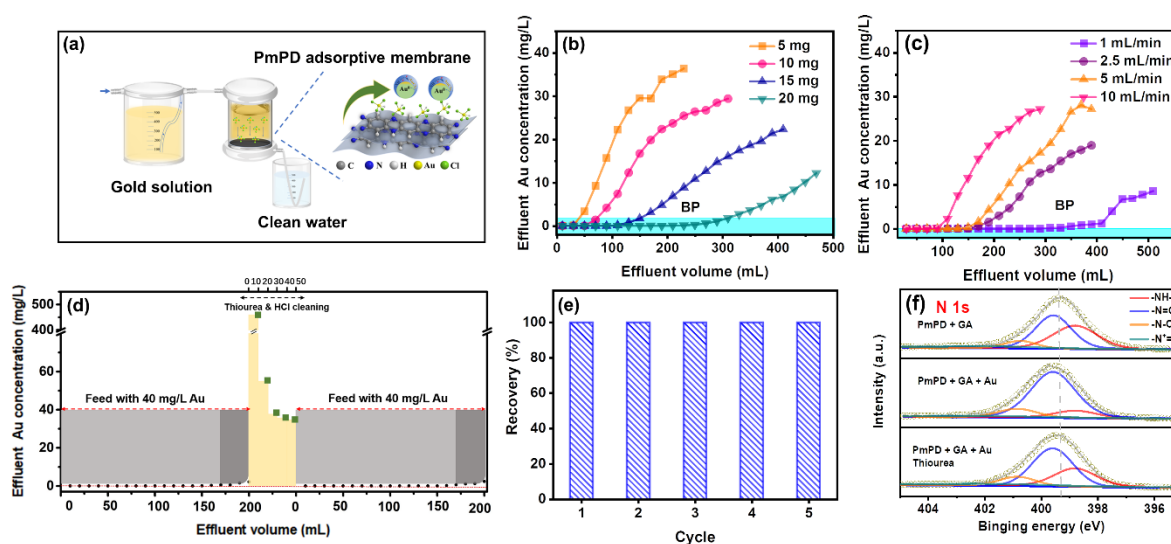 (a)
PmPD adsorptive membrane
Gold solution
Clean water
C N H Au Cl
(b)
Effluent Au concentration (mg/L)
40
30
20
10
0
5 mg
10 mg
15 mg
20 mg
BP
0 100 200 300 400 500
Effluent volume (mL)
(c)
Effluent Au concentration (mg/L)
40
30
20
10
0
1 mL/min
2.5 mL/min
5 mL/min
10 mL/min
BP
100 200 300 400 500
Effluent volume (mL)
(d)
Effluent Au concentration (mg/L)
500
400
80
60
40
20
0
0 10 20 30 40 50
Thiourea & HCl cleaning
Feed with 40 mg/L Au
Feed with 40 mg/L Au
0 50 100 150 200 0 50 100 150 200
Effluent volume (mL)
(e)
Recovery (%)
100
80
60
40
20
0
1 2 3 4 5
Cycle
(f)
N 1s
Intensity (a.u.)
PmPD + GA
PmPD + GA + Au
PmPD + GA + Au
Thiourea
-NH-
-N=C
-N-C
-N⁺=
404 402 400 398 396
Binging energy (eV)